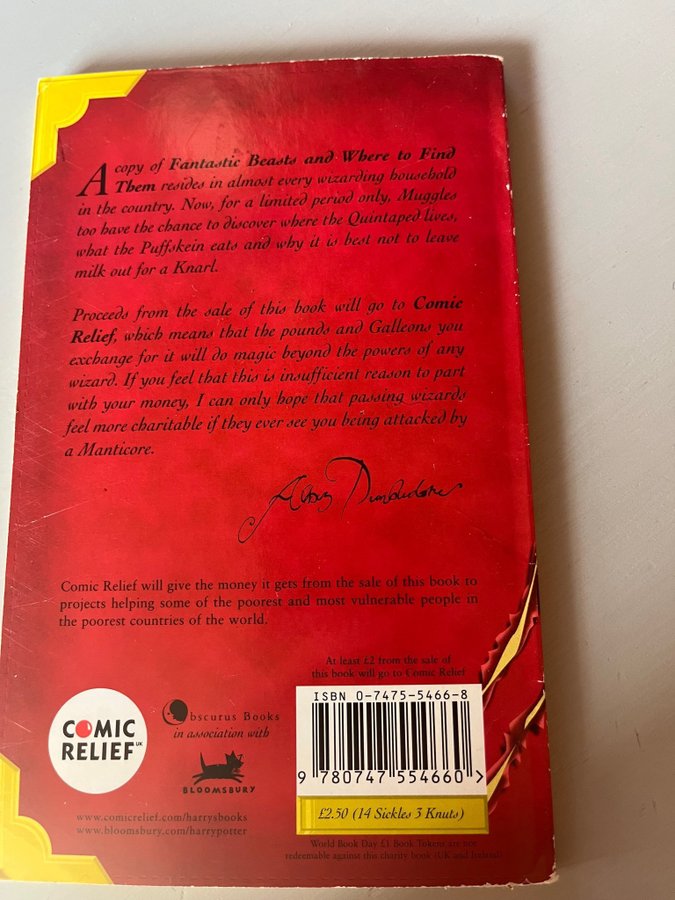 A copy of Fantastic Beasts and Where to Find
Them resides in almost every wizarding household
in the country. Now, for a limited period only, Muggles
too have the chance to discover where the Quintaped lives,
what the Puffskein eats and why it is best not to leave
milk out for a Knarl.
Proceeds from the sale of this book will go to Comic
Relief, which means that the pounds and Galleons you
exchange for it will do magic beyond the powers of any
wizard. If you feel that this is insufficient reason to part
with your money, I can only hope that passing wizards
feel more charitable if they ever see you being attacked by
a Manticore.
Albus Dumbledore
Comic Relief will give the money it gets from the sale of this book to
projects helping some of the poorest and most vulnerable people in
the poorest countries of the world.
At least £2 from the sale of
this book will go to Comic Relief
ISBN 0-7475-5466-8
9 780747 554660 >
£2.50 (14 Sickles 3 Knuts)
World Book Day £1 Book Tokens are not
redeemable against this charity book (UK and Ireland)
COMIC
RELIEF UK
Obscurus Books
in association with
BLOOMSBURY
www.comicrelief.com/harrysbooks
www.bloomsbury.com/harrypotter